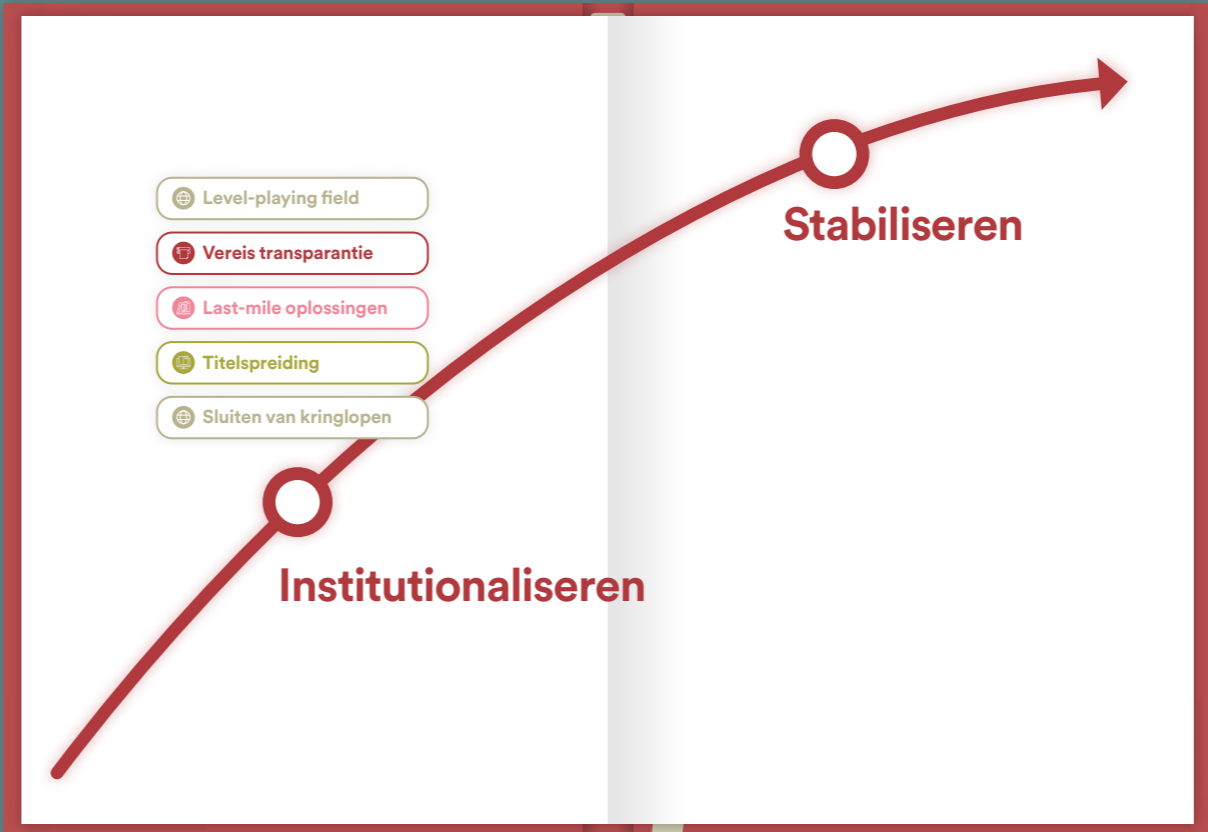 Level-playing field
Vereis transparantie
Last-mile oplossingen
Titelspreiding
Sluiten van kringlopen
Institutionaliseren
Stabiliseren